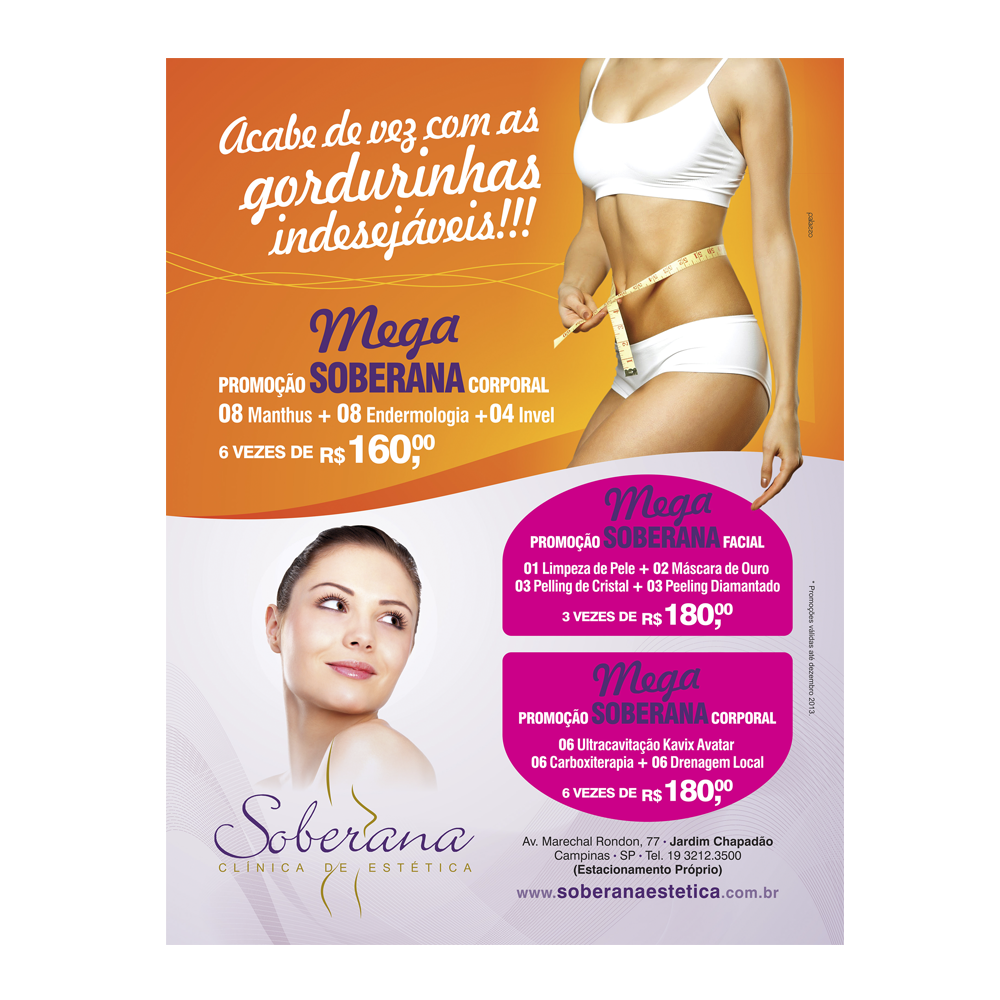 Acabe de vez com as
gordurinhas
indesejáveis!!!
Mega
PROMOÇÃO SOBERANA CORPORAL
08 Manthus + 08 Endermologia +04 Invel
6 VEZES DE R$ 160,00
Mega
PROMOÇÃO SOBERANA FACIAL
01 Limpeza de Pele + 02 Máscara de Ouro
03 Pelling de Cristal + 03 Peeling Diamantado
3 VEZES DE R$ 180,00
Mega
PROMOÇÃO SOBERANA CORPORAL
06 Ultracavitação Kavix Avatar
06 Carboxiterapia + 06 Drenagem Local
6 VEZES DE R$ 180,00
* Promoções válidas até dezembro 2013.
Soberana
CLÍNICA DE ESTÉTICA
Av. Marechal Rondon, 77 • Jardim Chapadão
Campinas • SP • Tel. 19 3212.3500
(Estacionamento Próprio)
www.soberanaestetica.com.br